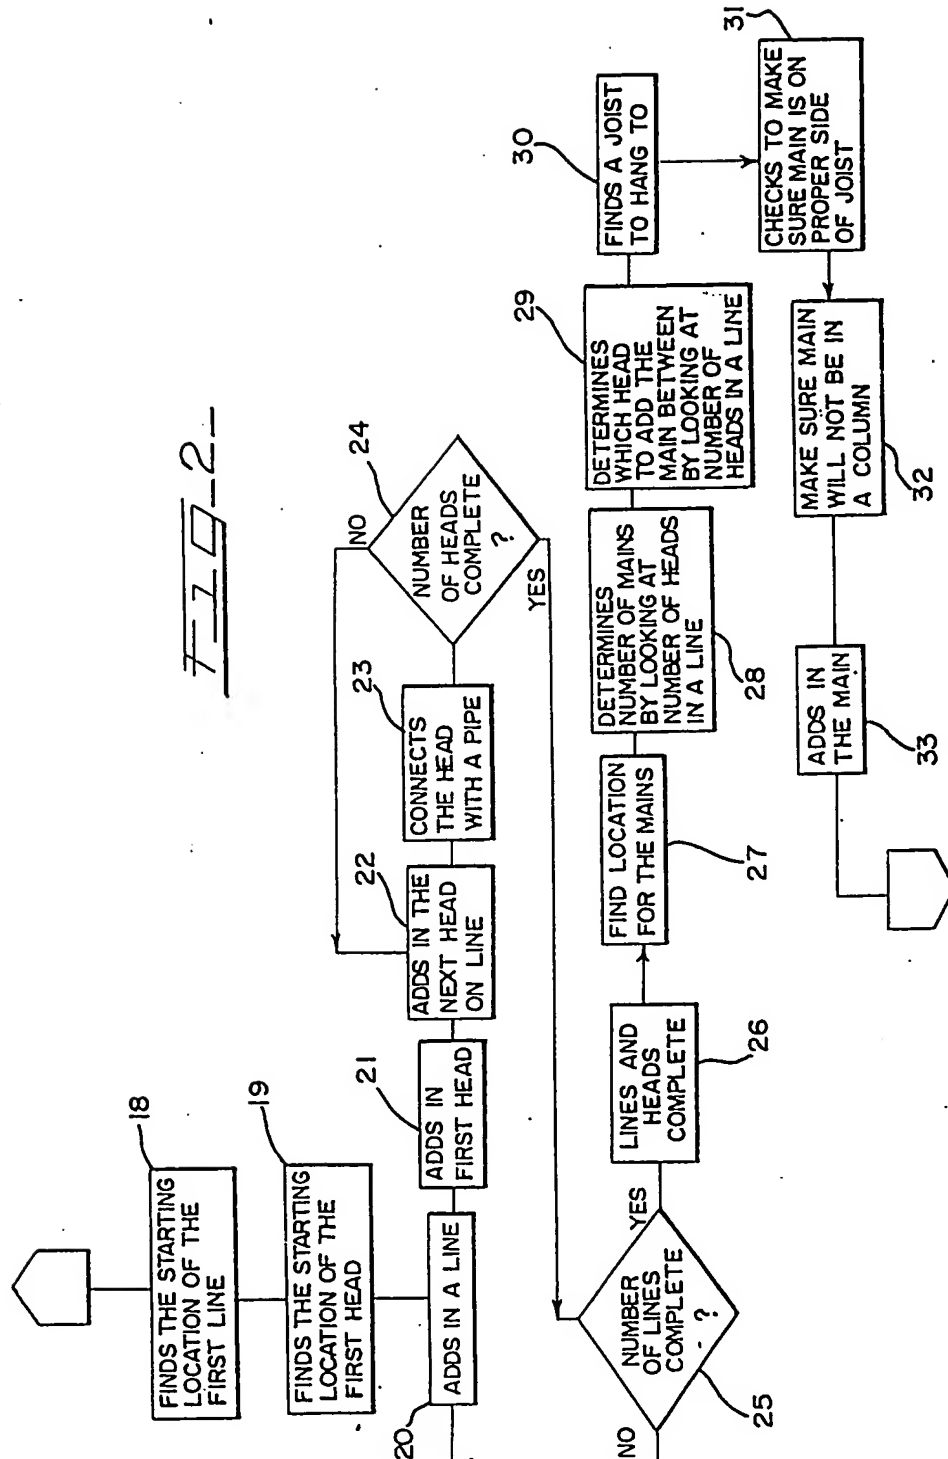 Fig. 2
18
FINDS THE STARTING
LOCATION OF THE
FIRST LINE
19
FINDS THE STARTING
LOCATION OF THE
FIRST HEAD
20
ADDS IN A LINE
21
ADDS IN
FIRST HEAD
22
ADDS IN THE
NEXT HEAD
ON LINE
23
CONNECTS
THE HEAD
WITH A PIPE
24
NUMBER
OF HEADS
COMPLETE
?
NO
YES
25
NUMBER
OF LINES
COMPLETE
?
NO
YES
26
LINES AND
HEADS
COMPLETE
27
FIND LOCATION
FOR THE MAINS
28
DETERMINES
NUMBER OF MAINS
BY LOOKING AT
NUMBER OF HEADS
IN A LINE
29
DETERMINES
WHICH HEAD
TO ADD THE
MAIN BETWEEN
BY LOOKING AT
NUMBER OF
HEADS IN A LINE
30
FINDS A JOIST
TO HANG TO
31
CHECKS TO MAKE
SURE MAIN IS ON
PROPER SIDE
OF JOIST
32
MAKE SURE MAIN
WILL NOT BE IN
A COLUMN
33
ADDS IN
THE MAIN